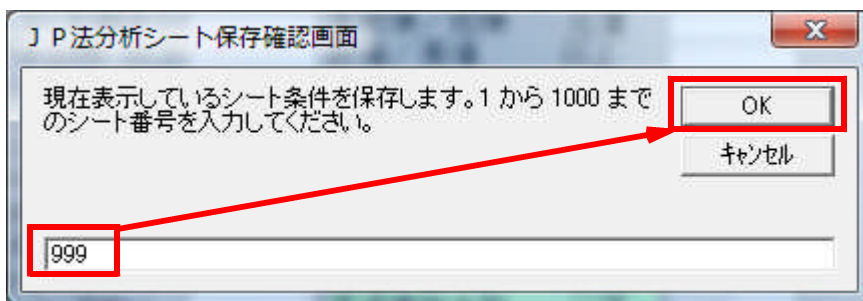 JP法分析シート保存確認画面
現在表示しているシート条件を保存します。1 から 1000 まで
のシート番号を入力してください。
OK
キャンセル
999